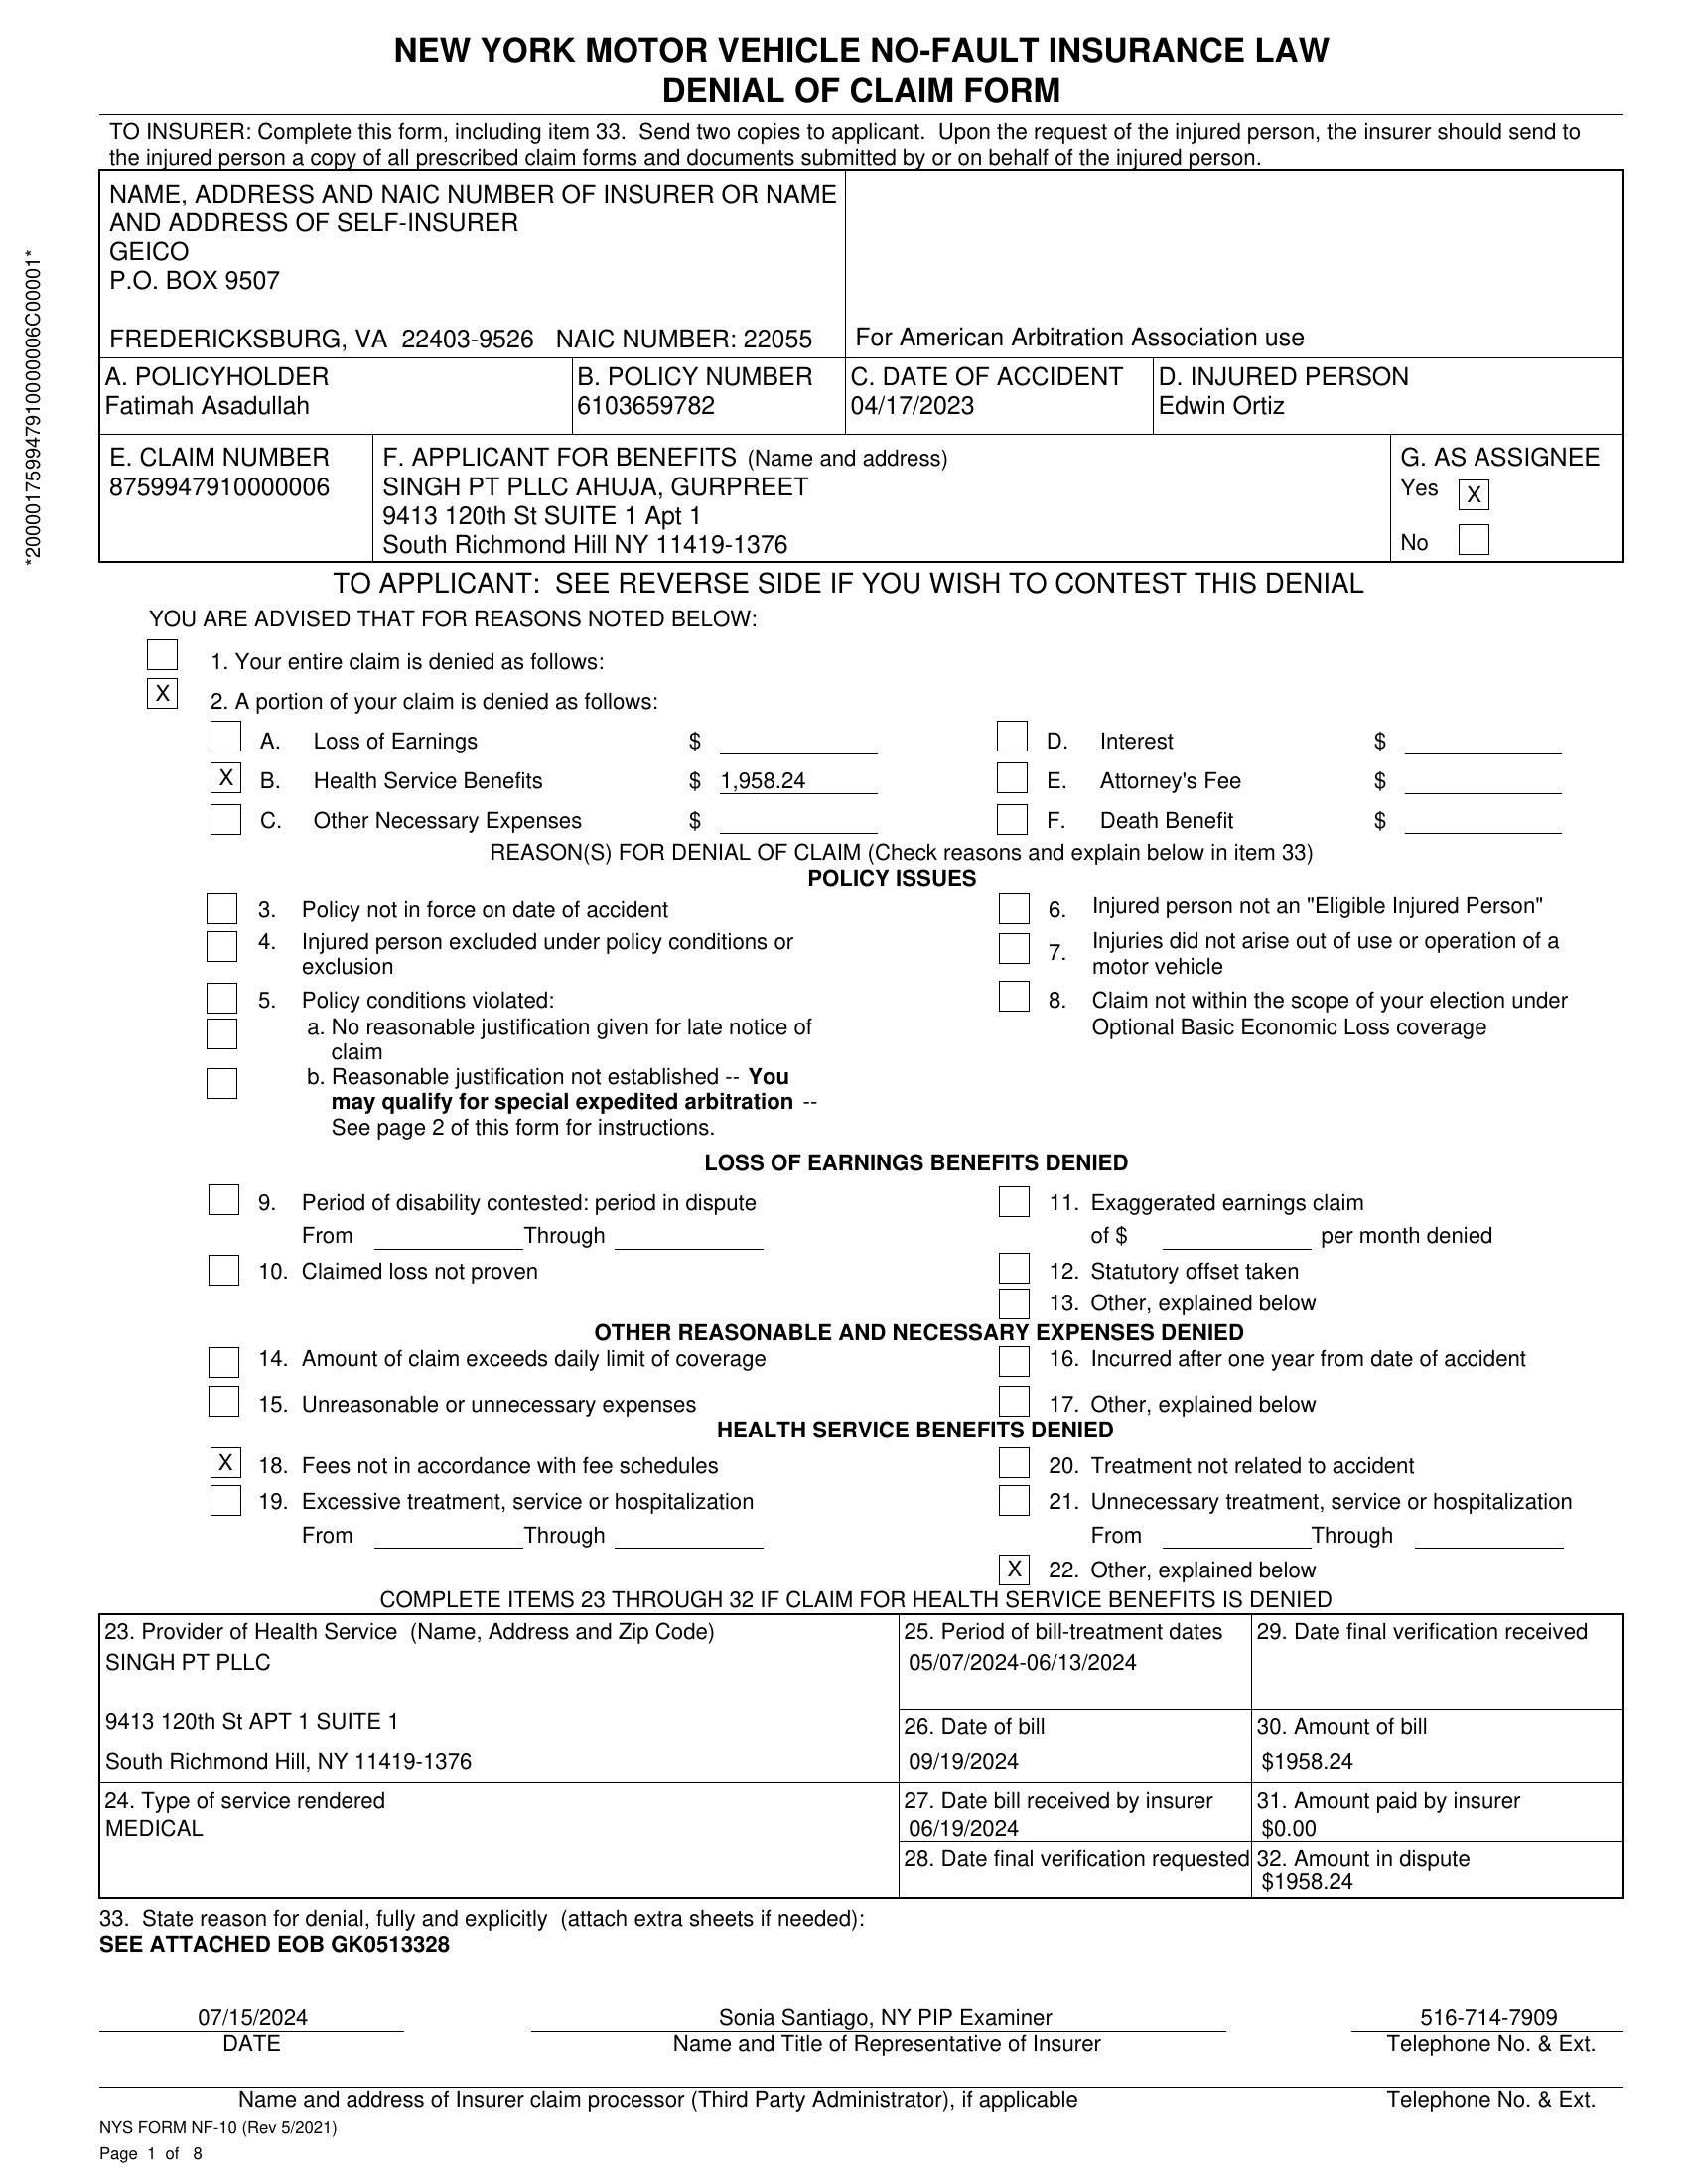 NEW YORK MOTOR VEHICLE NO-FAULT INSURANCE LAW
DENIAL OF CLAIM FORM
TO INSURER: Complete this form, including item 33. Send two copies to applicant. Upon the request of the injured person, the insurer should send to
the injured person a copy of all prescribed claim forms and documents submitted by or on behalf of the injured person.
*2000017599479100000006C00001*
NAME, ADDRESS AND NAIC NUMBER OF INSURER OR NAME
AND ADDRESS OF SELF-INSURER
GEICO
P.O. BOX 9507
FREDERICKSBURG, VA 22403-9526 NAIC NUMBER: 22055
For American Arbitration Association use
A. POLICYHOLDER
Fatimah Asadullah
B. POLICY NUMBER
6103659782
C. DATE OF ACCIDENT
04/17/2023
D. INJURED PERSON
Edwin Ortiz
E. CLAIM NUMBER
8759947910000006
F. APPLICANT FOR BENEFITS (Name and address)
SINGH PT PLLC AHUJA, GURPREET
9413 120th St SUITE 1 Apt 1
South Richmond Hill NY 11419-1376
G. AS ASSIGNEE
Yes X
No
TO APPLICANT: SEE REVERSE SIDE IF YOU WISH TO CONTEST THIS DENIAL
YOU ARE ADVISED THAT FOR REASONS NOTED BELOW:
1. Your entire claim is denied as follows:
X 2. A portion of your claim is denied as follows:
A. Loss of Earnings $
D. Interest $
X B. Health Service Benefits $ 1,958.24
E. Attorney's Fee $
C. Other Necessary Expenses $
F. Death Benefit $
REASON(S) FOR DENIAL OF CLAIM (Check reasons and explain below in item 33)
POLICY ISSUES
3. Policy not in force on date of accident
4. Injured person excluded under policy conditions or
exclusion
5. Policy conditions violated:
a. No reasonable justification given for late notice of
claim
b. Reasonable justification not established -- You
may qualify for special expedited arbitration --
See page 2 of this form for instructions.
6. Injured person not an "Eligible Injured Person"
7. Injuries did not arise out of use or operation of a
motor vehicle
8. Claim not within the scope of your election under
Optional Basic Economic Loss coverage
LOSS OF EARNINGS BENEFITS DENIED
9. Period of disability contested: period in dispute
From Through
10. Claimed loss not proven
11. Exaggerated earnings claim
of $ per month denied
12. Statutory offset taken
13. Other, explained below
OTHER REASONABLE AND NECESSARY EXPENSES DENIED
14. Amount of claim exceeds daily limit of coverage
15. Unreasonable or unnecessary expenses
16. Incurred after one year from date of accident
17. Other, explained below
HEALTH SERVICE BENEFITS DENIED
X 18. Fees not in accordance with fee schedules
19. Excessive treatment, service or hospitalization
From Through
20. Treatment not related to accident
21. Unnecessary treatment, service or hospitalization
From Through
X 22. Other, explained below
COMPLETE ITEMS 23 THROUGH 32 IF CLAIM FOR HEALTH SERVICE BENEFITS IS DENIED
23. Provider of Health Service (Name, Address and Zip Code)
SINGH PT PLLC
9413 120th St APT 1 SUITE 1
South Richmond Hill, NY 11419-1376
24. Type of service rendered
MEDICAL
25. Period of bill-treatment dates
05/07/2024-06/13/2024
26. Date of bill
09/19/2024
27. Date bill received by insurer
06/19/2024
28. Date final verification requested
29. Date final verification received
30. Amount of bill
$1958.24
31. Amount paid by insurer
$0.00
32. Amount in dispute
$1958.24
33. State reason for denial, fully and explicitly (attach extra sheets if needed):
SEE ATTACHED EOB GK0513328
07/15/2024
DATE
Sonia Santiago, NY PIP Examiner
Name and Title of Representative of Insurer
516-714-7909
Telephone No. & Ext.
Name and address of Insurer claim processor (Third Party Administrator), if applicable
Telephone No. & Ext.
NYS FORM NF-10 (Rev 5/2021)
Page 1 of 8